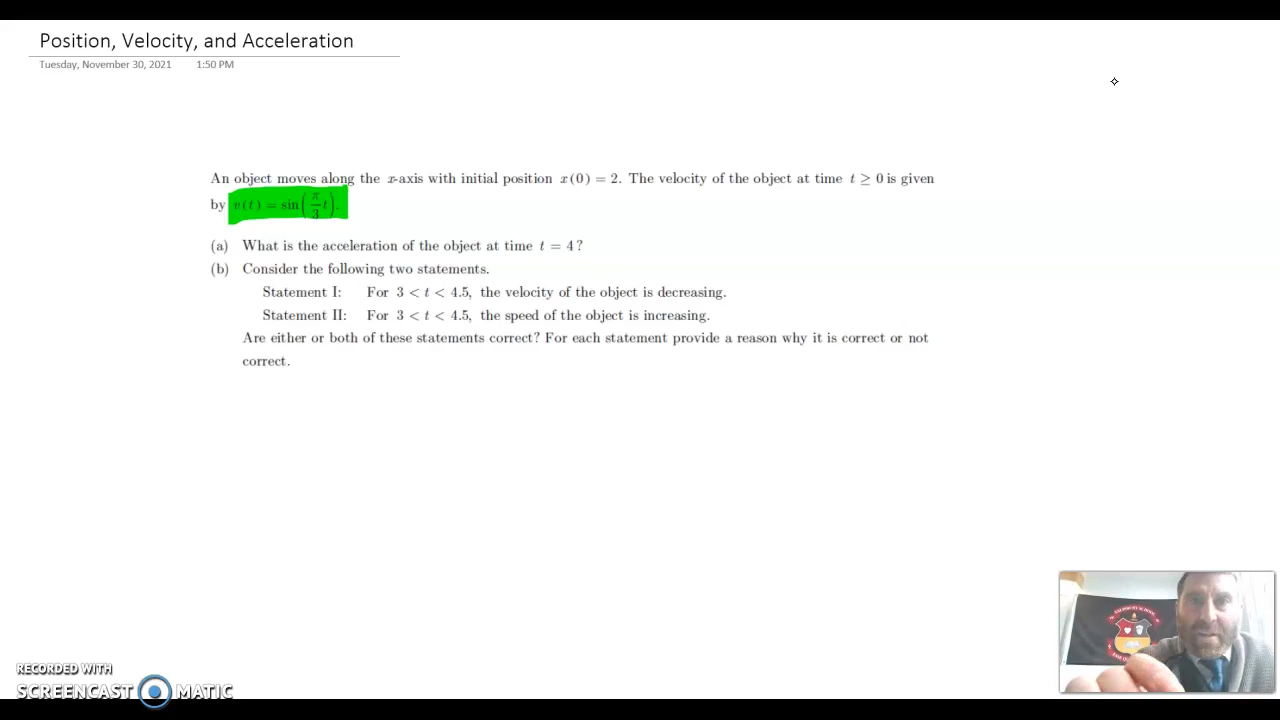 Position, Velocity, and Acceleration
Tuesday, November 30, 2021 1:50 PM
An object moves along the x-axis with initial position x(0) = 2. The velocity of the object at time t ≥ 0 is given
by v(t) = sin(π/3 t).
(a) What is the acceleration of the object at time t = 4?
(b) Consider the following two statements.
Statement I: For 3 < t < 4.5, the velocity of the object is decreasing.
Statement II: For 3 < t < 4.5, the speed of the object is increasing.
Are either or both of these statements correct? For each statement provide a reason why it is correct or not
correct.
RECORDED WITH
SCREENCAST MATIC